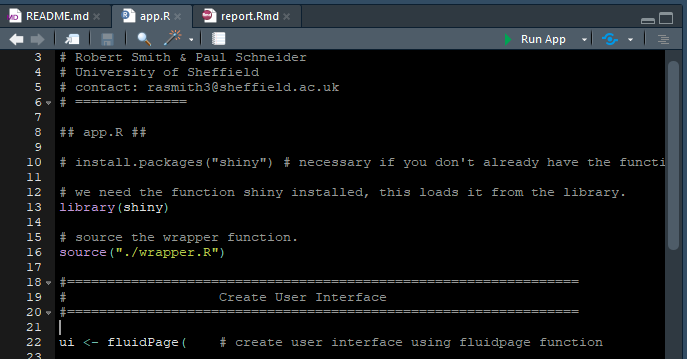 README.md × app.R × report.Rmd ×
Run App
3 # Robert Smith & Paul Schneider
4 # University of Sheffield
5 # contact: rasmith3@sheffield.ac.uk
6 # ==============
7
8 ## app.R ##
9
10 # install.packages("shiny") # necessary if you don't already have the functi
11
12 # we need the function shiny installed, this loads it from the library.
13 library(shiny)
14
15 # source the wrapper function.
16 source("./wrapper.R")
17
18 #================================================================
19 #                    Create User Interface
20 #================================================================
21
22 ui <- fluidPage(    # create user interface using fluidpage function
23